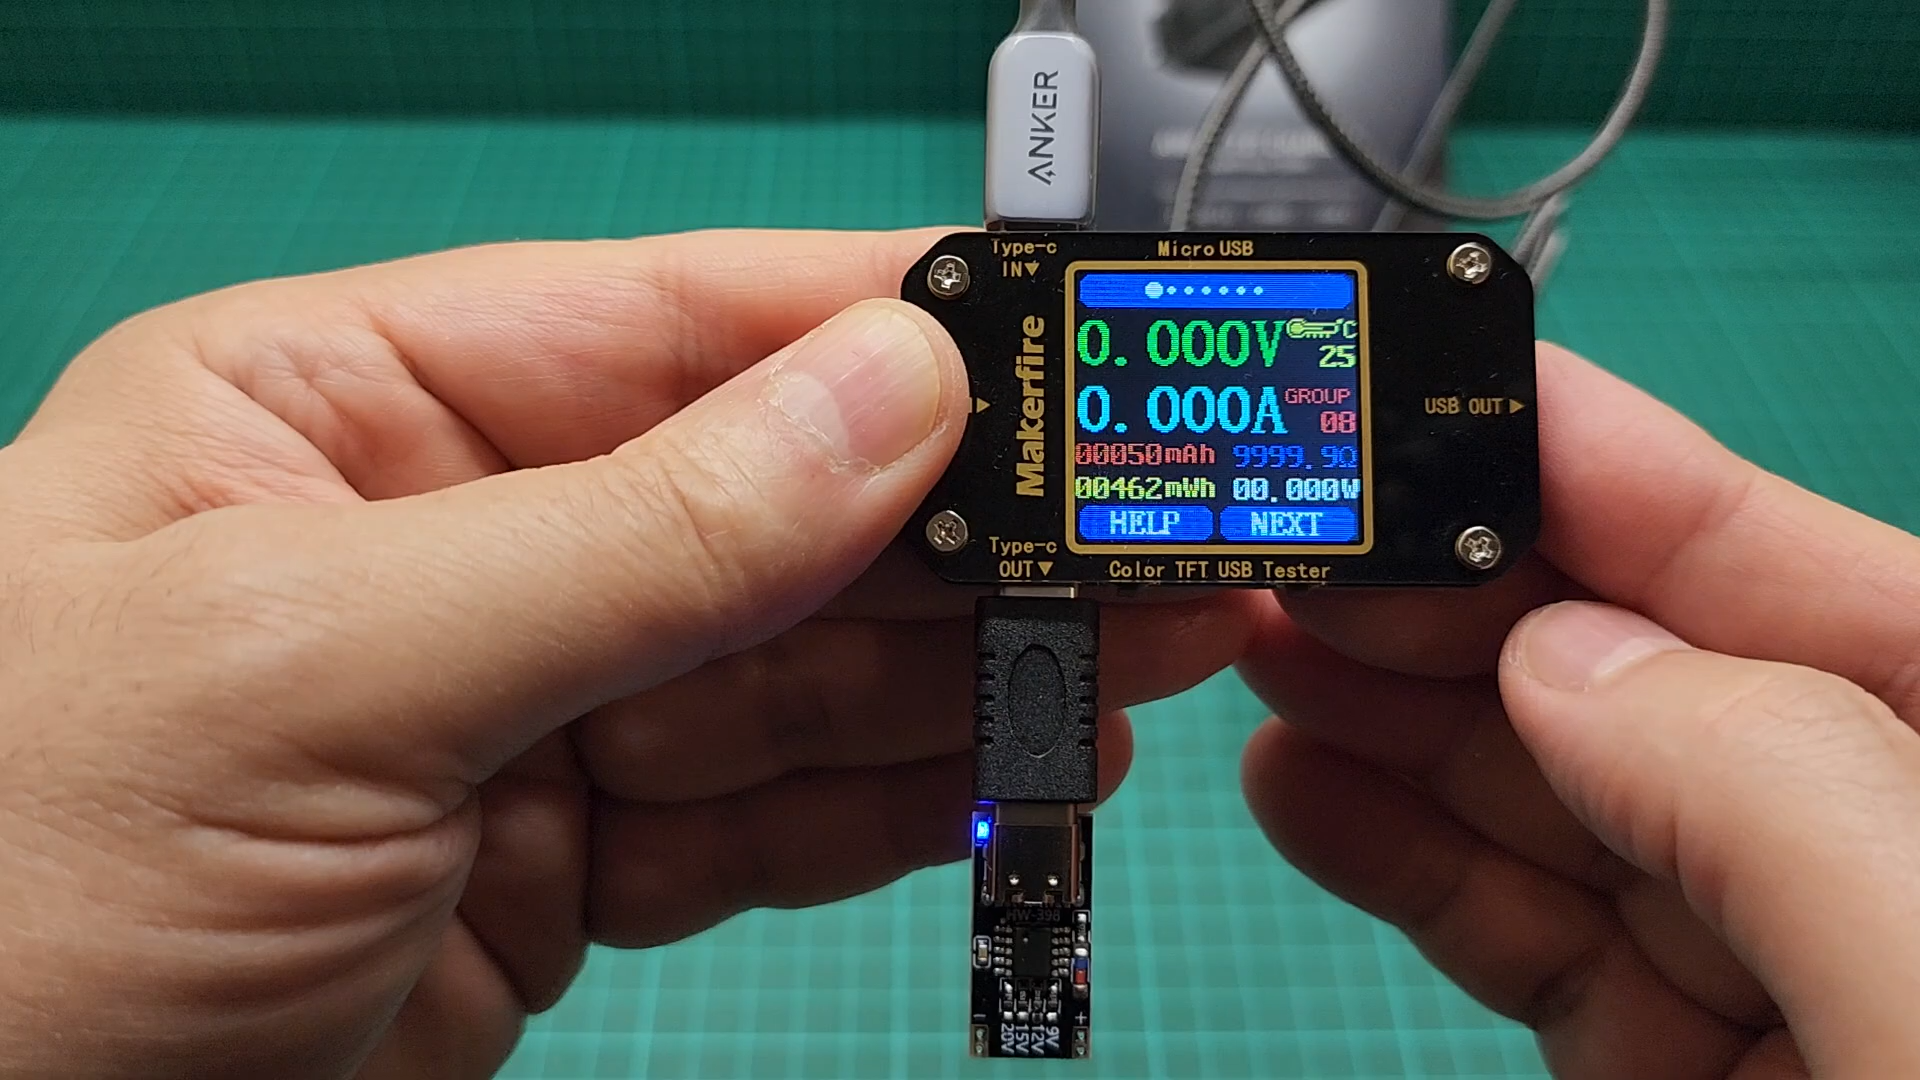 ANKER
Type-c
IN▼
Micro USB
Makerfire
0.000V
°C
25
0.000A
GROUP
08
00050mAh
9999.9Ω
00462mWh
00.000W
HELP
NEXT
USB OUT ▶
Type-c
OUT▼
Color TFT USB Tester
HW-398
- +
20V
15V
12V
9V